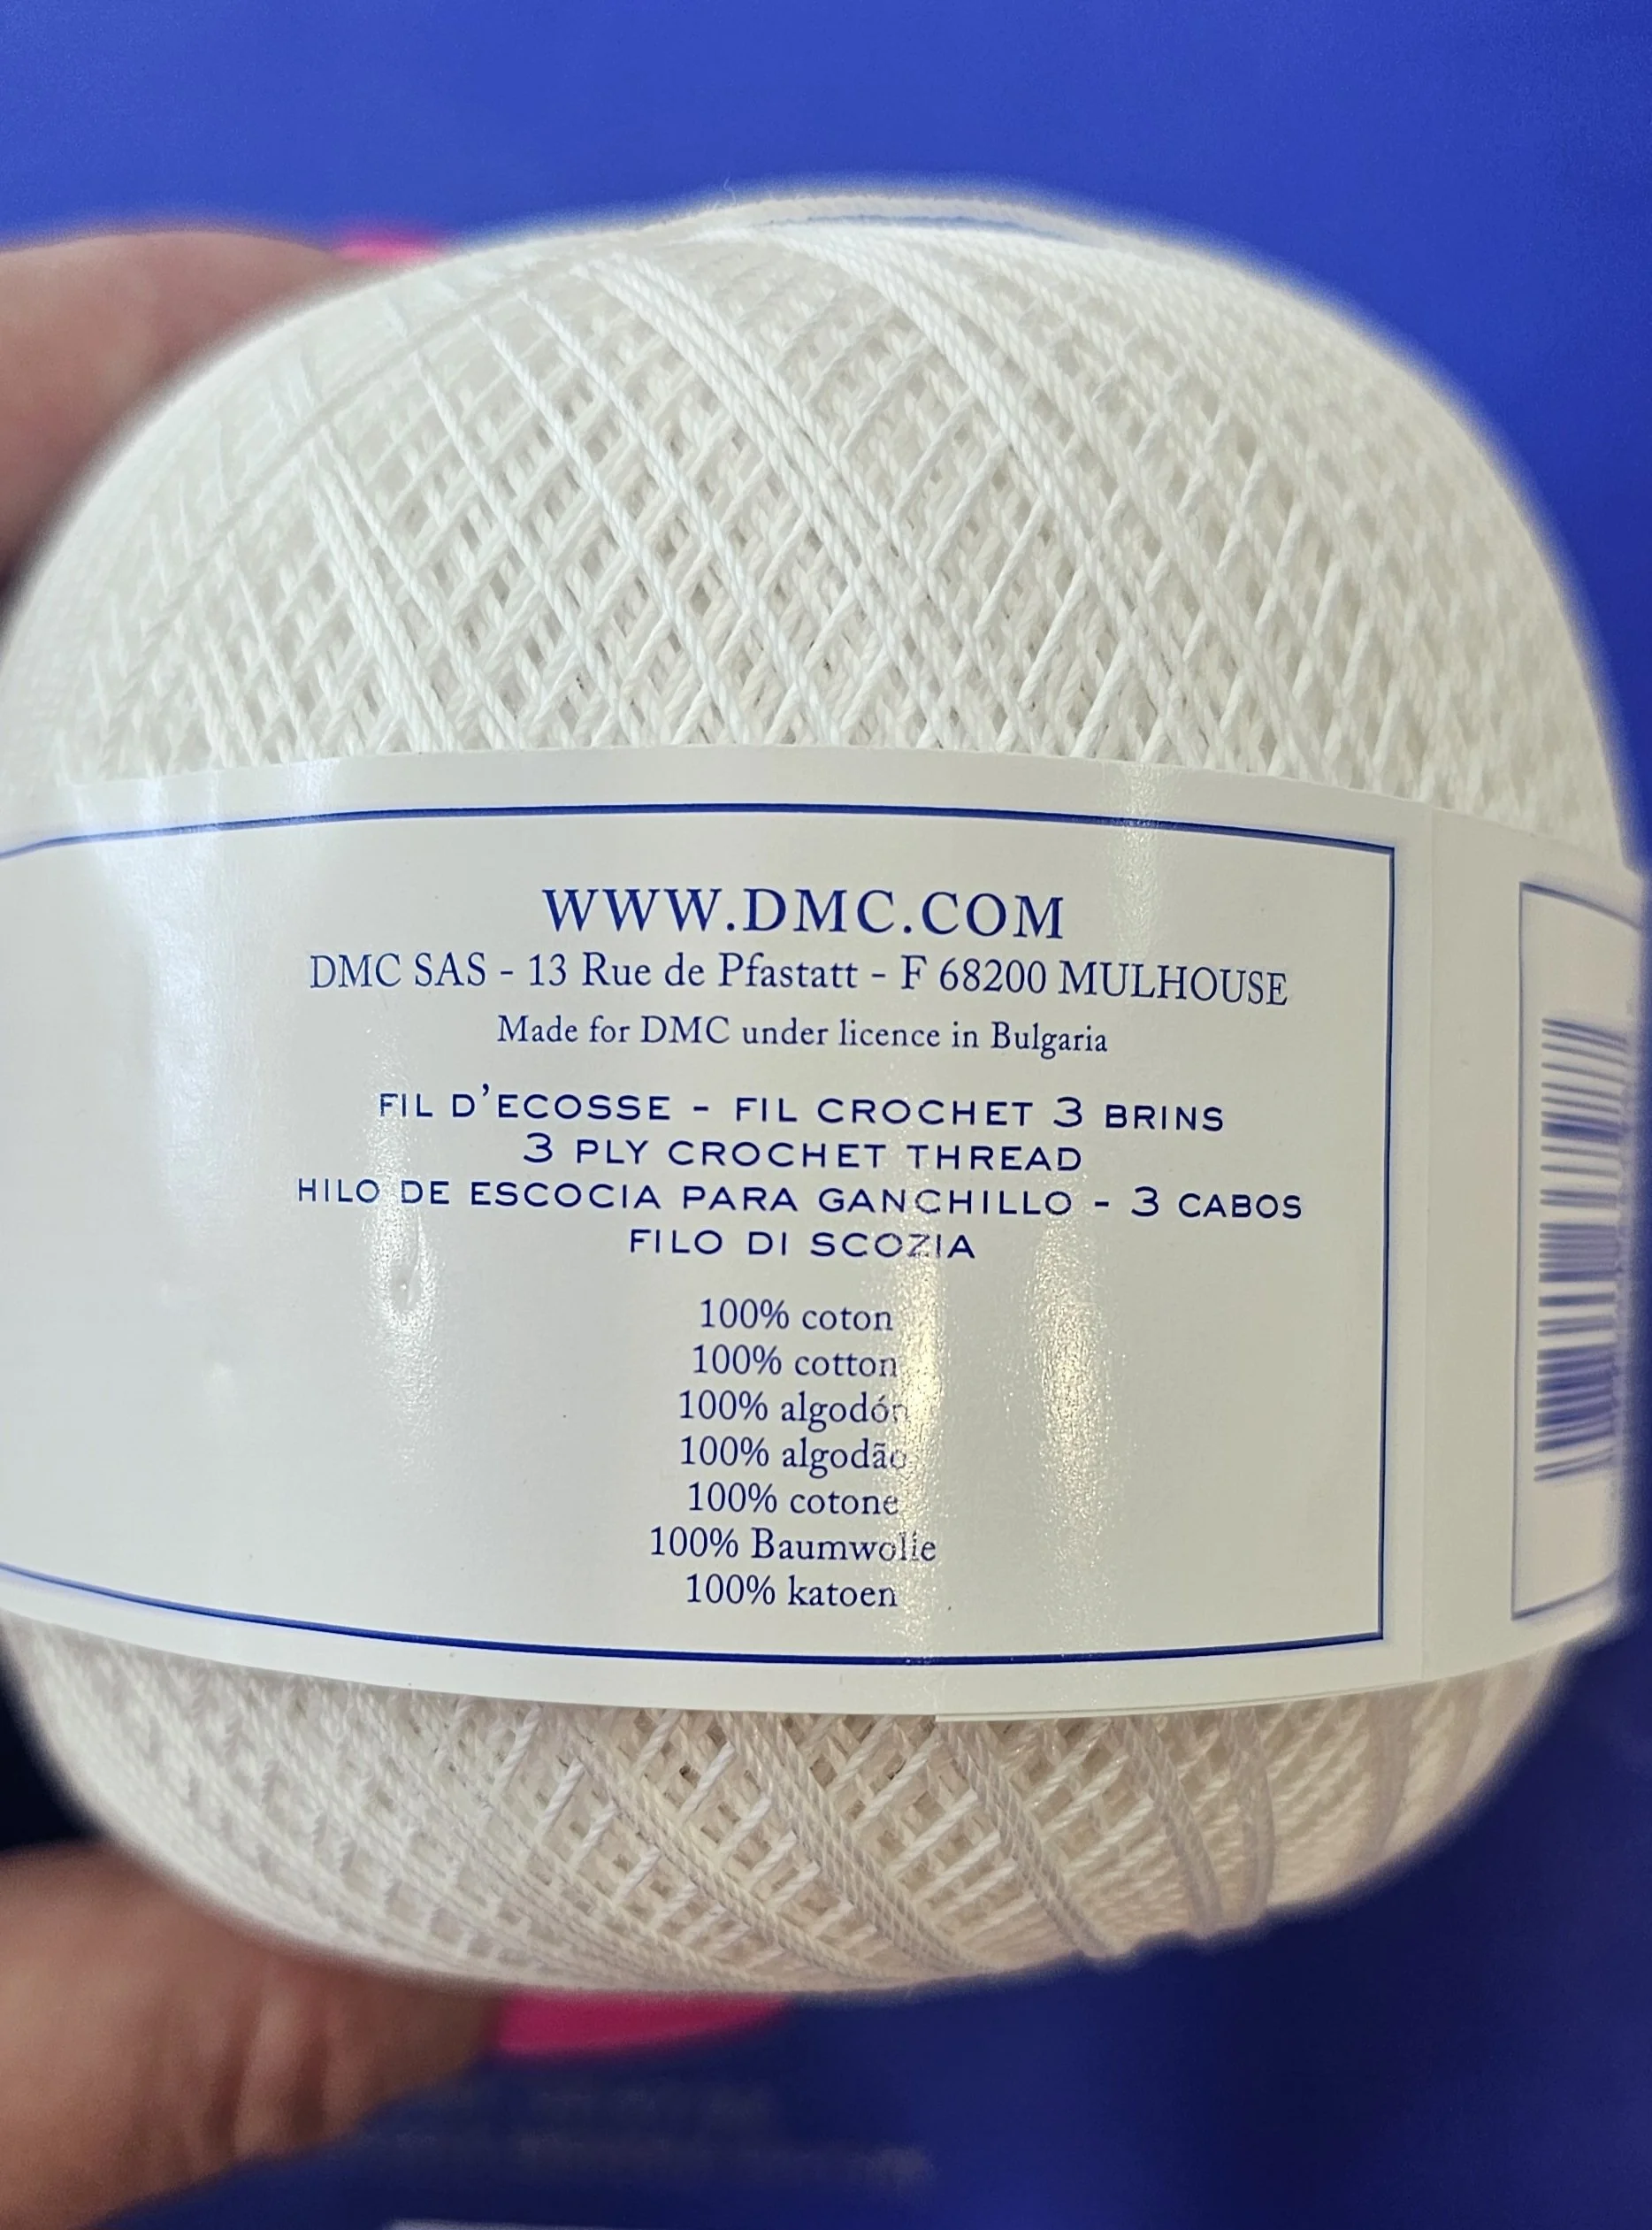 WWW.DMC.COM
DMC SAS - 13 Rue de Pfastatt - F 68200 MULHOUSE
Made for DMC under licence in Bulgaria
FIL D'ECOSSE - FIL CROCHET 3 BRINS
3 PLY CROCHET THREAD
HILO DE ESCOCIA PARA GANCHILLO - 3 CABOS
FILO DI SCOZIA
100% coton
100% cotton
100% algodón
100% algodão
100% cotone
100% Baumwolle
100% katoen